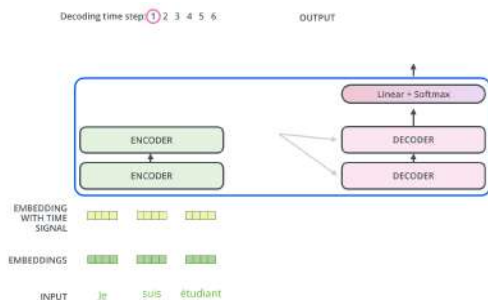 Decoding time step: 1 2 3 4 5 6
OUTPUT
Linear + Softmax
ENCODER
DECODER
ENCODER
DECODER
EMBEDDING
WITH TIME
SIGNAL
EMBEDDINGS
INPUT
Je
suis
étudiant